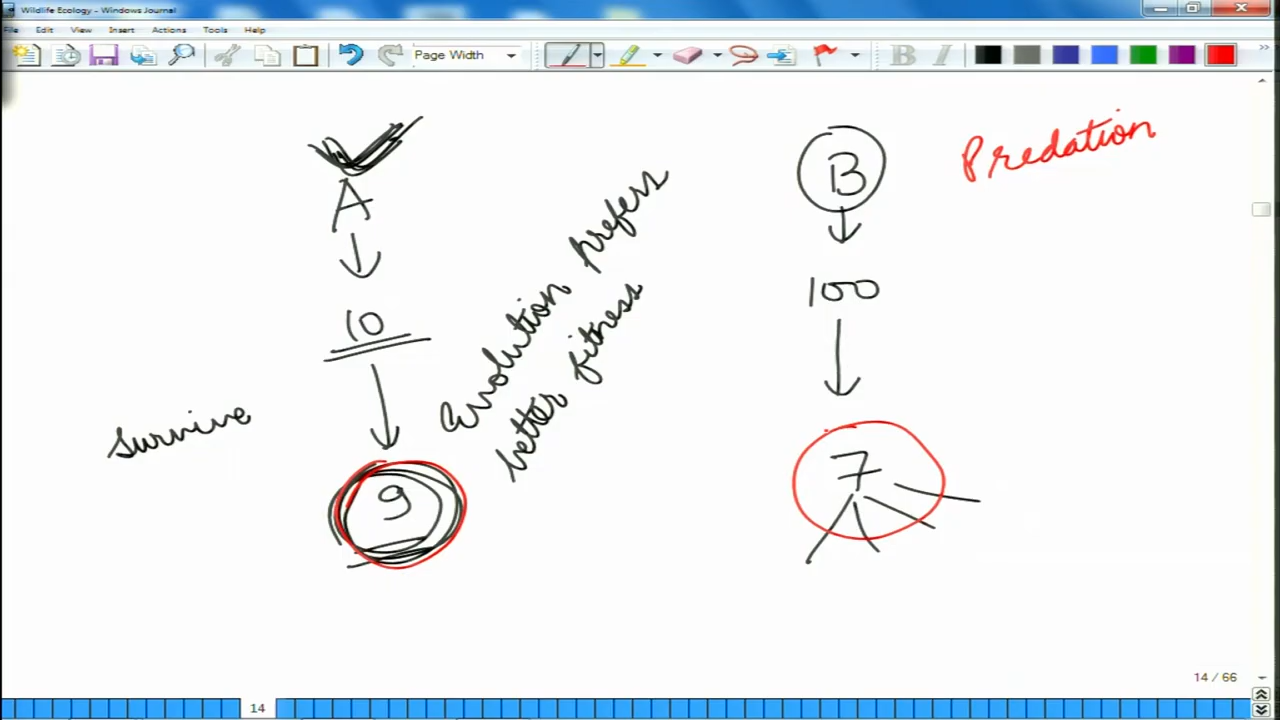 Wildlife Ecology - Windows Journal
File Edit View Insert Actions Tools Help
Page Width
B I
Predation
A
B
10
100
Survive
Evolution prefers
better fitness
9
7
14 / 66
14